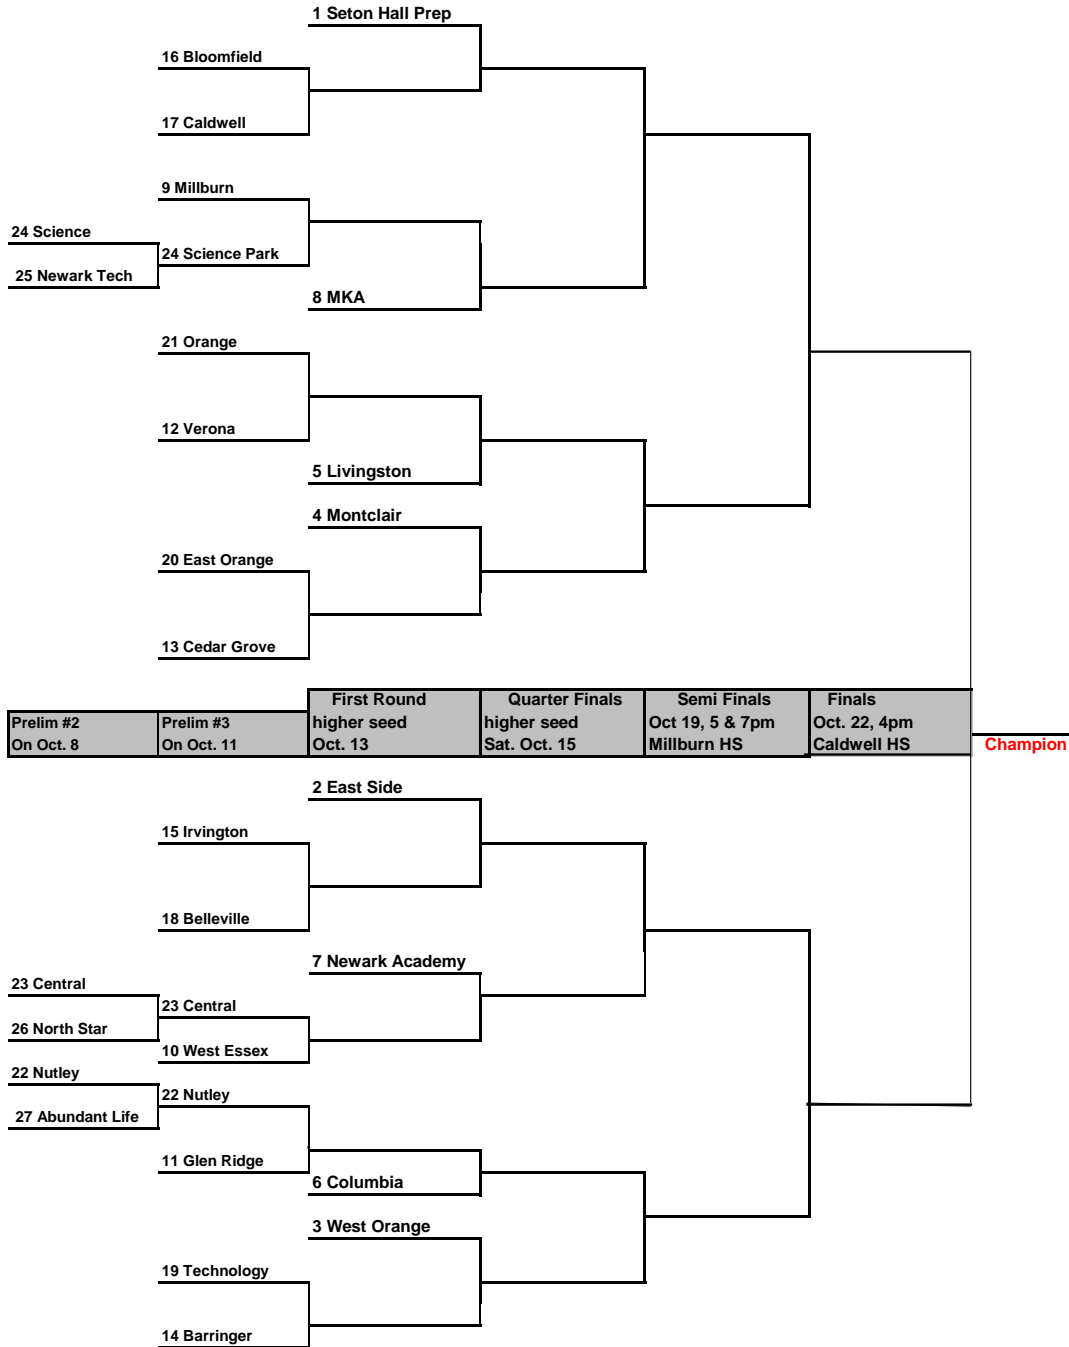 1 Seton Hall Prep
16 Bloomfield
17 Caldwell
9 Millburn
24 Science
24 Science Park
25 Newark Tech
8 MKA
21 Orange
12 Verona
5 Livingston
4 Montclair
20 East Orange
13 Cedar Grove
First Round Quarter Finals Semi Finals Finals
Prelim #2 Prelim #3 higher seed higher seed Oct 19, 5 & 7pm Oct. 22, 4pm
On Oct. 8 On Oct. 11 Oct. 13 Sat. Oct. 15 Millburn HS Caldwell HS Champion
2 East Side
15 Irvington
18 Belleville
7 Newark Academy
23 Central
23 Central
26 North Star
10 West Essex
22 Nutley
22 Nutley
27 Abundant Life
11 Glen Ridge
6 Columbia
3 West Orange
19 Technology
14 Barringer